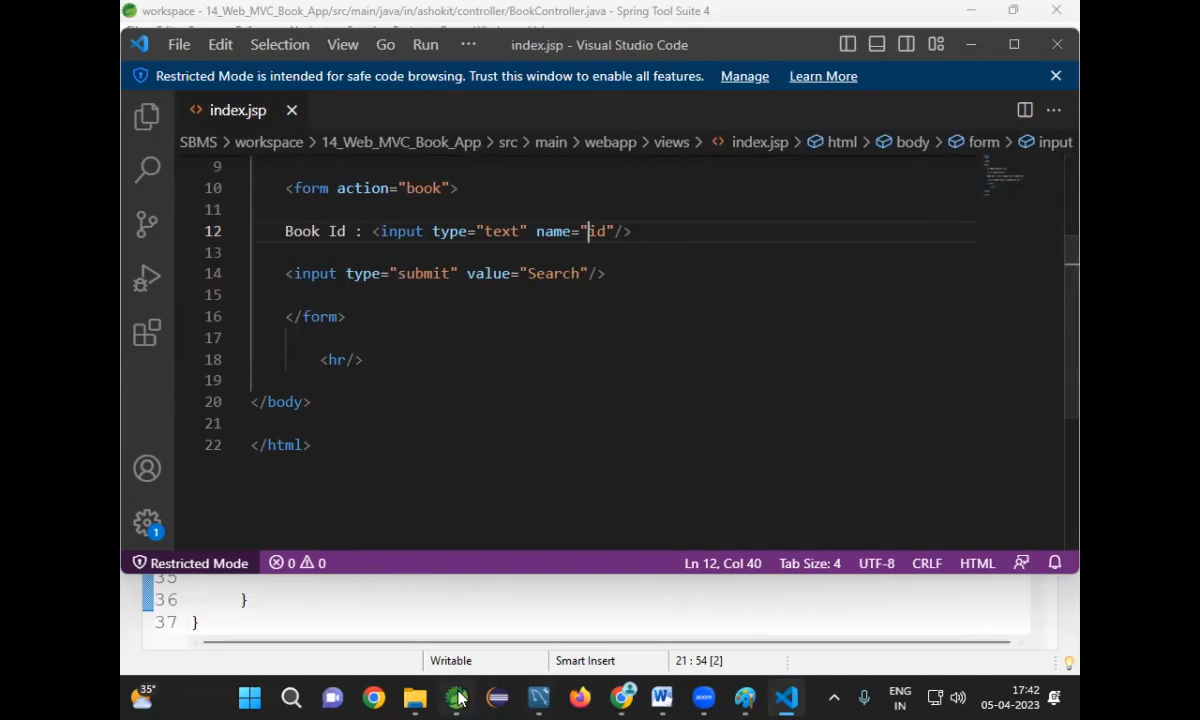 workspace - 14_Web_MVC_Book_App/src/main/java/in/ashokit/controller/BookController.java - Spring Tool Suite 4
File Edit Selection View Go Run ··· index.jsp - Visual Studio Code
Restricted Mode is intended for safe code browsing. Trust this window to enable all features. Manage Learn More
index.jsp
SBMS > workspace > 14_Web_MVC_Book_App > src > main > webapp > views > index.jsp > html > body > form > input
9
10 <form action="book">
11
12 Book Id : <input type="text" name="id"/>
13
14 <input type="submit" value="Search"/>
15
16 </form>
17
18 <hr/>
19
20 </body>
21
22 </html>
1
Restricted Mode 0 0 Ln 12, Col 40 Tab Size: 4 UTF-8 CRLF HTML
35
36 }
37 }
Writable Smart Insert 21 : 54 [2]
35° zoom ENG IN 17:42 05-04-2023